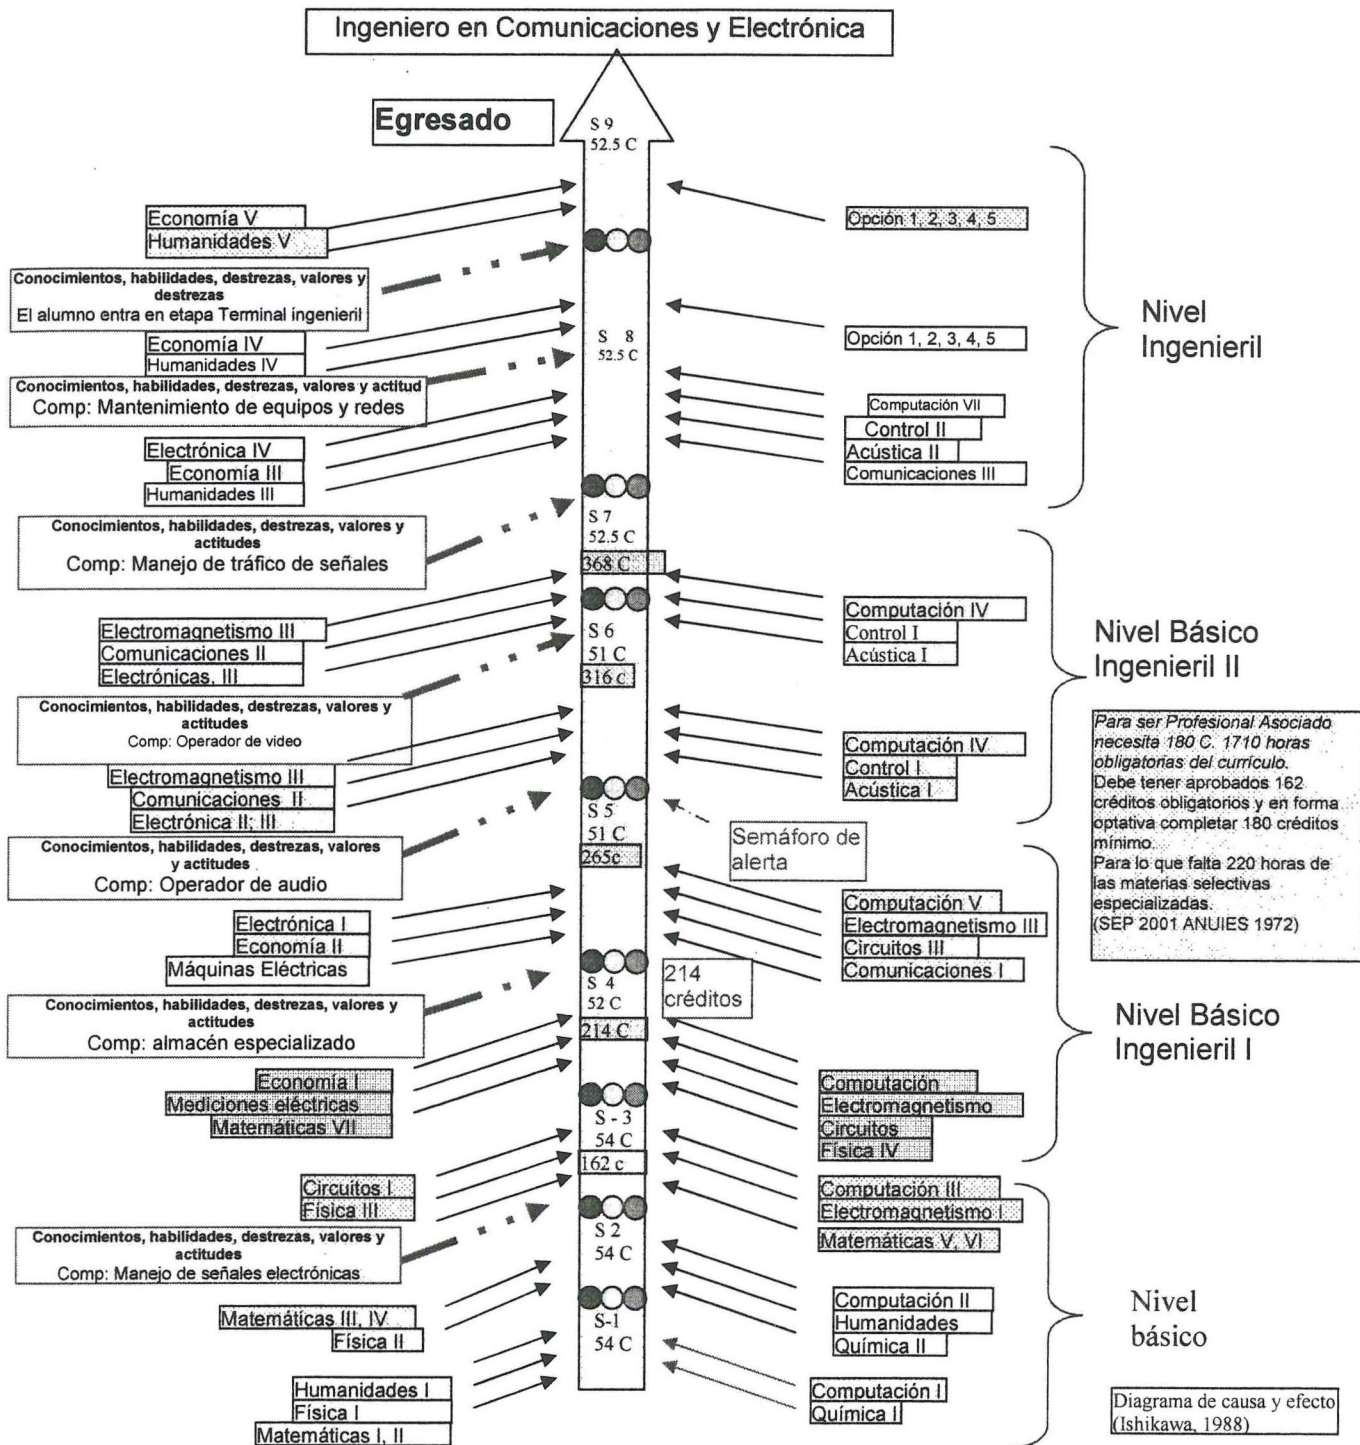 Ingeniero en Comunicaciones y Electrónica
Egresado
S 9
52.5 C
Economía V
Humanidades V
Opción 1, 2, 3, 4, 5
Conocimientos, habilidades, destrezas, valores y
destrezas
El alumno entra en etapa Terminal ingenieril
Nivel
Ingenieril
Economía IV
Humanidades IV
S 8
52.5 C
Opción 1, 2, 3, 4, 5
Conocimientos, habilidades, destrezas, valores y actitud
Comp: Mantenimiento de equipos y redes
Computación VII
Control II
Acústica II
Comunicaciones III
Electrónica IV
Economía III
Humanidades III
S 7
52.5 C
368 C
Conocimientos, habilidades, destrezas, valores y
actitudes
Comp: Manejo de tráfico de señales
Electromagnetismo III
Comunicaciones II
Electrónicas, III
S 6
51 C
316 c
Computación IV
Control I
Acústica I
Nivel Básico
Ingenieril II
Conocimientos, habilidades, destrezas, valores y
actitudes
Comp: Operador de video
Electromagnetismo III
Comunicaciones II
Electrónica II; III
Computación IV
Control I
Acústica I
Para ser Profesional Asociado
necesita 180 C. 1710 horas
obligatorias del currículo.
Debe tener aprobados 162
créditos obligatorios y en forma
optativa completar 180 créditos
mínimo.
Para lo que falta 220 horas de
las materias selectivas
especializadas.
(SEP 2001 ANUIES 1972)
S 5
51 C
265c
Semáforo de
alerta
Conocimientos, habilidades, destrezas, valores
y actitudes
Comp: Operador de audio
Electrónica I
Economía II
Máquinas Eléctricas
Computación V
Electromagnetismo III
Circuitos III
Comunicaciones I
S 4
52 C
214 C
214
créditos
Conocimientos, habilidades, destrezas, valores y
actitudes
Comp: almacén especializado
Nivel Básico
Ingenieril I
Economía I
Mediciones eléctricas
Matemáticas VII
Computación
Electromagnetismo
Circuitos
Física IV
S - 3
54 C
162 c
Circuitos I
Física III
Computación III
Electromagnetismo I
Matemáticas V, VI
Conocimientos, habilidades, destrezas, valores y
actitudes
Comp: Manejo de señales electrónicas
S 2
54 C
Matemáticas III, IV
Física II
Computación II
Humanidades
Química II
Nivel
básico
S-1
54 C
Humanidades I
Física I
Matemáticas I, II
Computación I
Química I
Diagrama de causa y efecto
(Ishikawa, 1988)